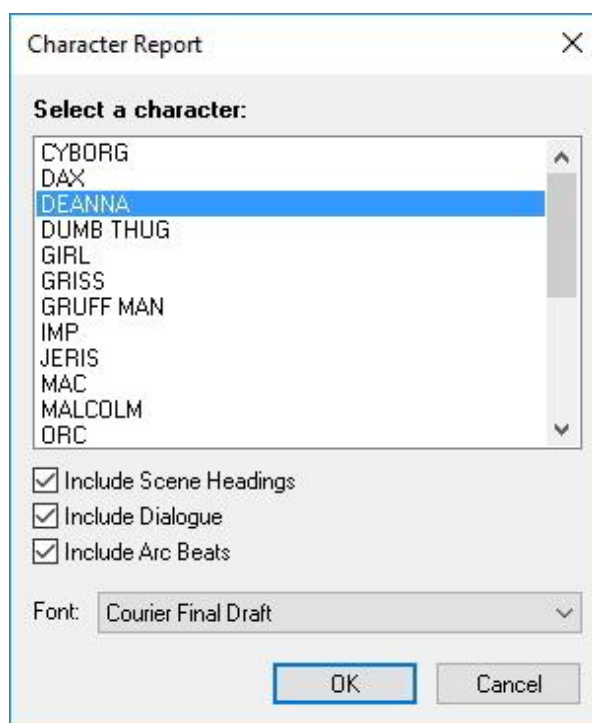 Character Report
Select a character:
CYBORG
DAX
DEANNA
DUMB THUG
GIRL
GRISS
GRUFF MAN
IMP
JERIS
MAC
MALCOLM
ORC
Include Scene Headings
Include Dialogue
Include Arc Beats
Font: Courier Final Draft
OK Cancel